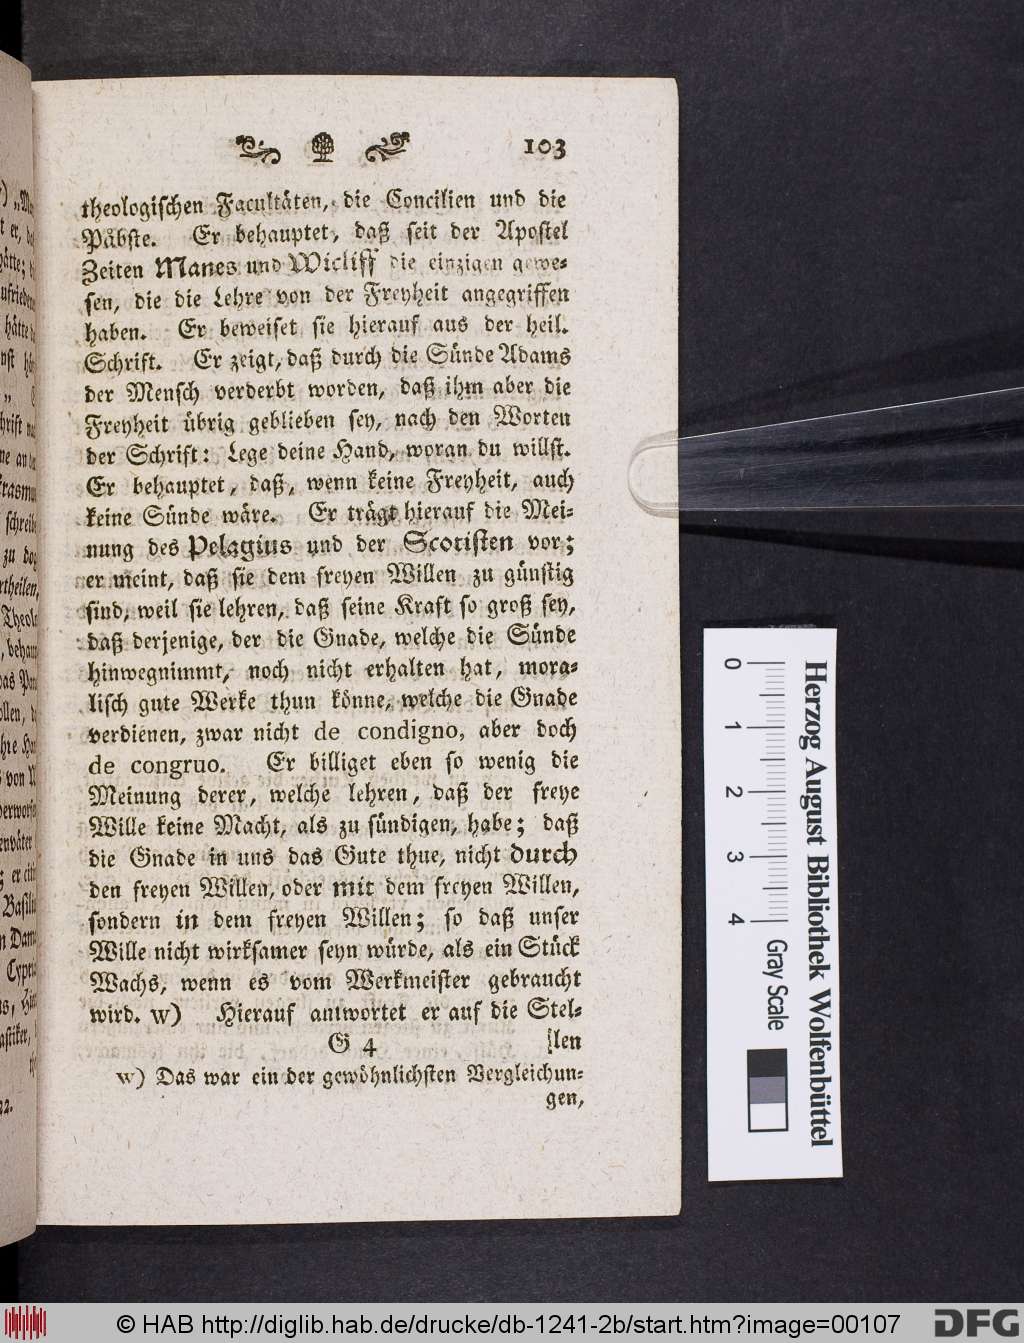 103
theologischen Facultäten, die Concilien und die
Päbste. Er behauptet, daß seit der Apostel
Zeiten Manes und Wicliff die einzigen gewe-
sen, die die Lehre von der Freyheit angegriffen
haben. Er beweiset sie hierauf aus der heil.
Schrift. Er zeigt, daß durch die Sünde Adams
der Mensch verderbt worden, daß ihm aber die
Freyheit übrig geblieben sey, nach den Worten
der Schrift: Lege deine Hand, woran du willst.
Er behauptet, daß, wenn keine Freyheit, auch
keine Sünde wäre. Er trägt hierauf die Mei-
nung des Pelagius und der Scotisten vor;
er meint, daß sie dem freyen Willen zu günstig
sind, weil sie lehren, daß seine Kraft so groß sey,
daß derjenige, der die Gnade, welche die Sünde
hinwegnimmt, noch nicht erhalten hat, mora-
lisch gute Werke thun könne, welche die Gnade
verdienen, zwar nicht de condigno, aber doch
de congruo. Er billiget eben so wenig die
Meinung derer, welche lehren, daß der freye
Wille keine Macht, als zu sündigen, habe; daß
die Gnade in uns das Gute thue, nicht durch
den freyen Willen, oder mit dem freyen Willen,
sondern in dem freyen Willen; so daß unser
Wille nicht wirksamer seyn würde, als ein Stück
Wachs, wenn es vom Werkmeister gebraucht
wird. w) Hierauf antwortet er auf die Stel-
G 4 len
w) Das war ein der gewöhnlichsten Vergleichun-
gen,
0 1 2 3 4 Gray Scale
Herzog August Bibliothek Wolfenbüttel
© HAB http://diglib.hab.de/drucke/db-1241-2b/start.htm?image=00107
DFG